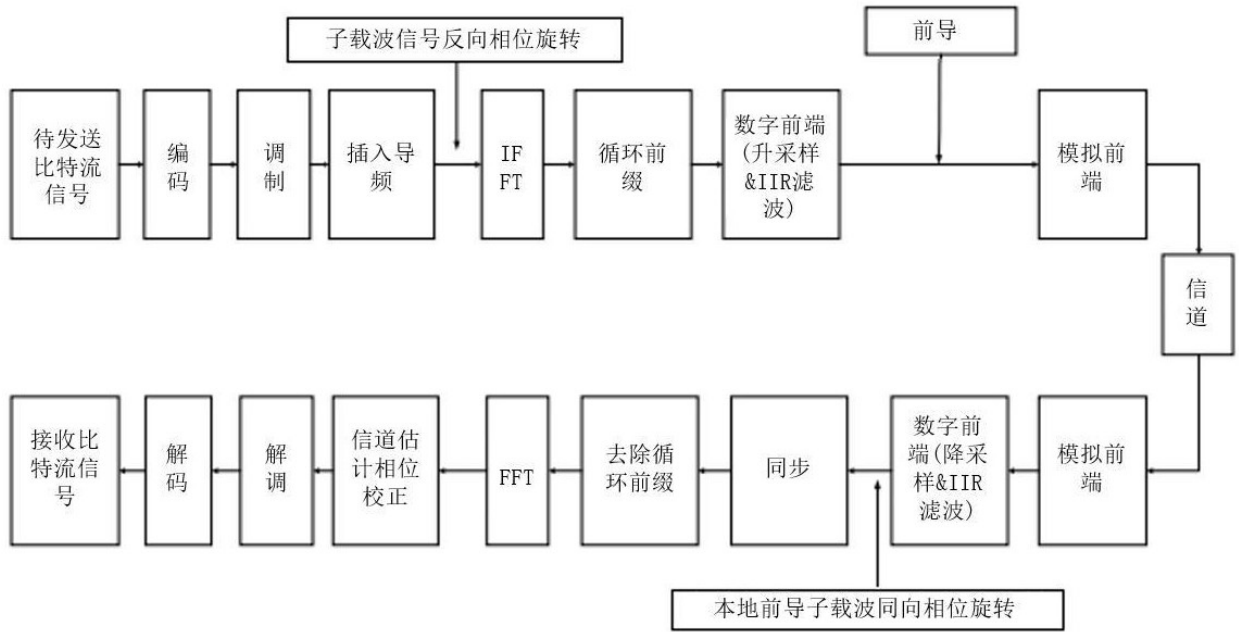 子载波信号反向相位旋转
前导
待发送
比特流
信号
编
码
调
制
插入导
频
IF
FT
循环前
缀
数字前端
(升采样
&IIR滤
波)
模拟前
端
信
道
接收比
特流信
号
解
码
解
调
信道估
计相位
校正
FFT
去除循
环前缀
同步
数字前
端(降采
样&IIR
滤波)
模拟前
端
本地前导子载波同向相位旋转